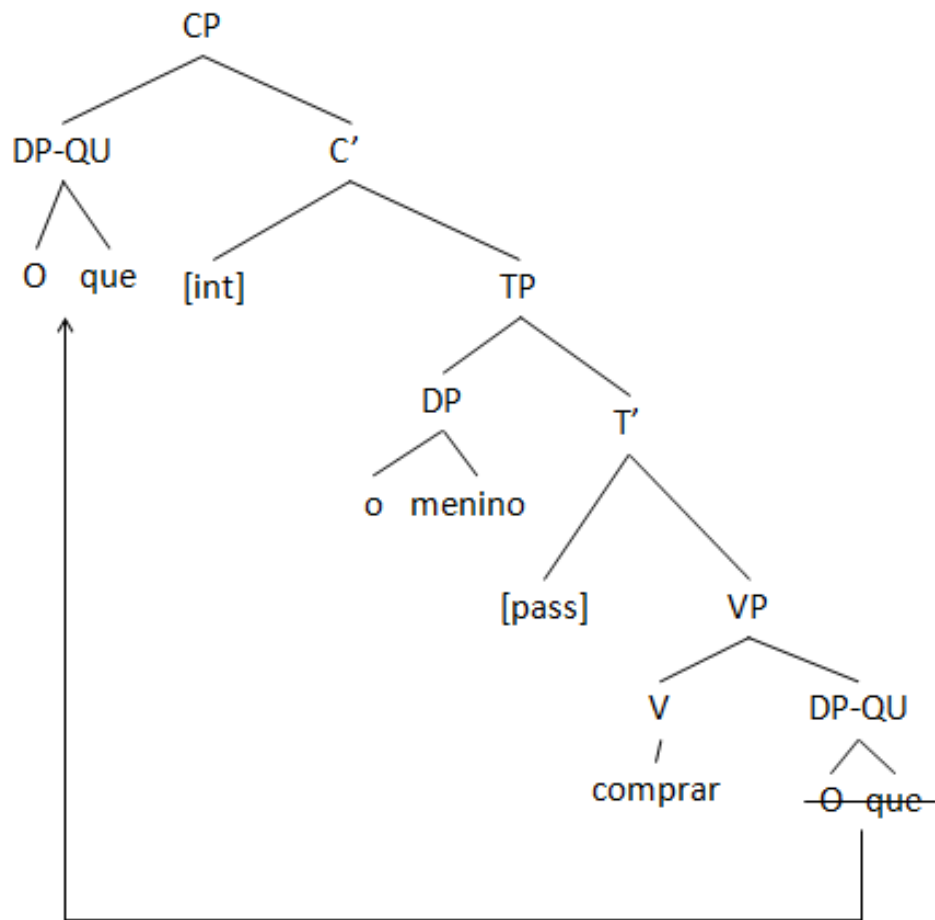 CP
DP-QU C’
O que [int] TP
DP T’
o menino
[pass] VP
V DP-QU
comprar O que